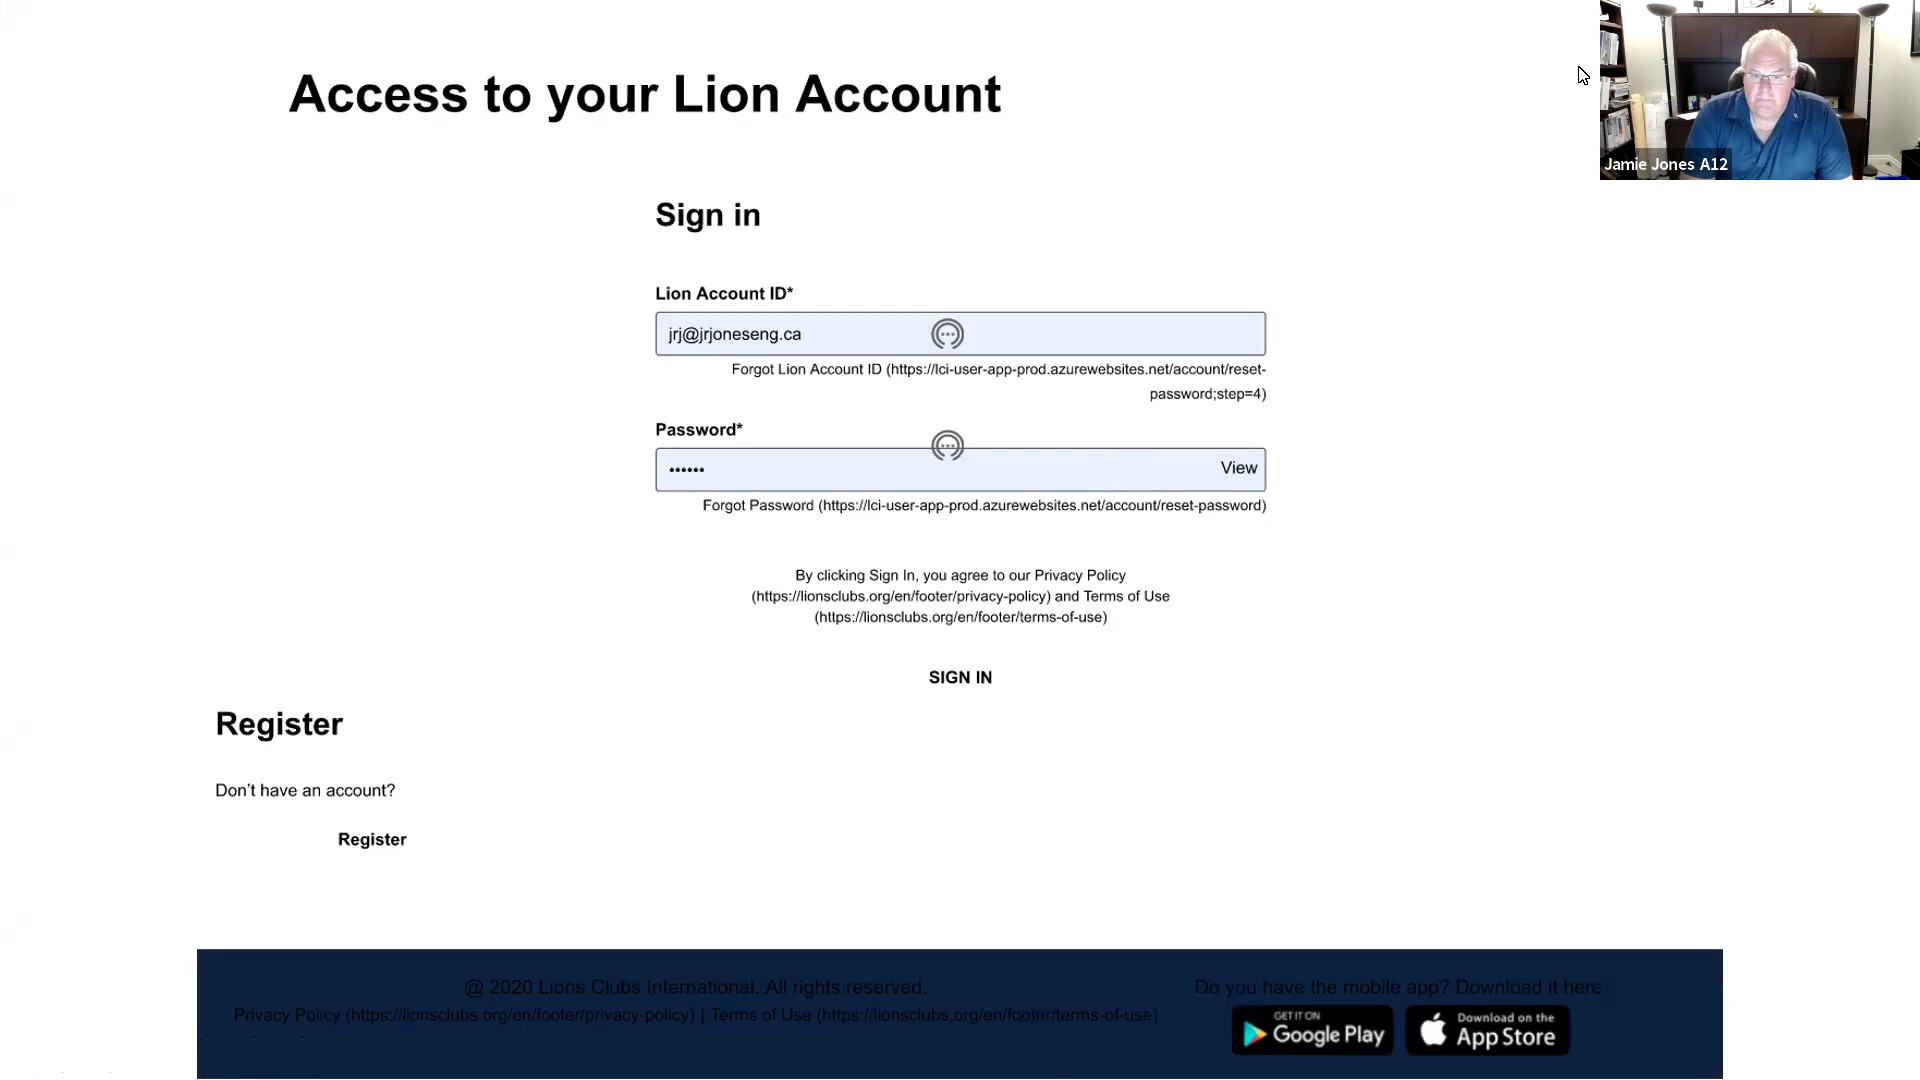 Access to your Lion Account
Jamie Jones A12
Sign in
Lion Account ID*
jrj@jrjoneseng.ca
Forgot Lion Account ID (https://lci-user-app-prod.azurewebsites.net/account/reset-
password;step=4)
Password*
••••••
View
Forgot Password (https://lci-user-app-prod.azurewebsites.net/account/reset-password)
By clicking Sign In, you agree to our Privacy Policy
(https://lionsclubs.org/en/footer/privacy-policy) and Terms of Use
(https://lionsclubs.org/en/footer/terms-of-use)
SIGN IN
Register
Don't have an account?
Register
@ 2020 Lions Clubs International. All rights reserved.
Privacy Policy (https://lionsclubs.org/en/footer/privacy-policy) | Terms of Use (https://lionsclubs.org/en/footer/terms-of-use)
Do you have the mobile app? Download it here
GET IT ON
Google Play
Download on the
App Store